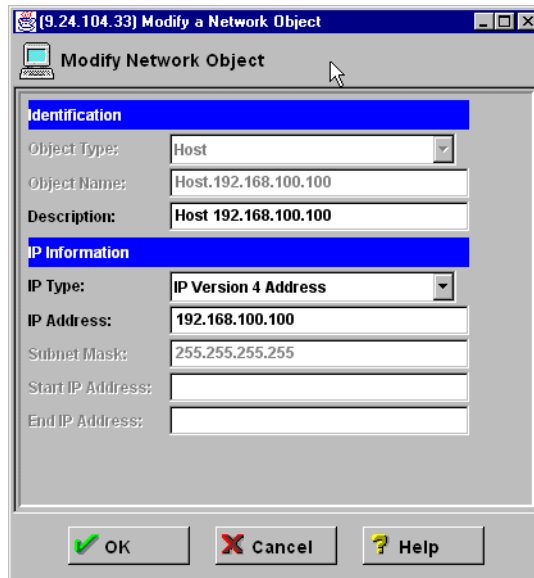 (9.24.104.33) Modify a Network Object
Modify Network Object
Identification
Object Type: Host
Object Name: Host.192.168.100.100
Description: Host 192.168.100.100
IP Information
IP Type: IP Version 4 Address
IP Address: 192.168.100.100
Subnet Mask: 255.255.255.255
Start IP Address:
End IP Address:
OK Cancel Help